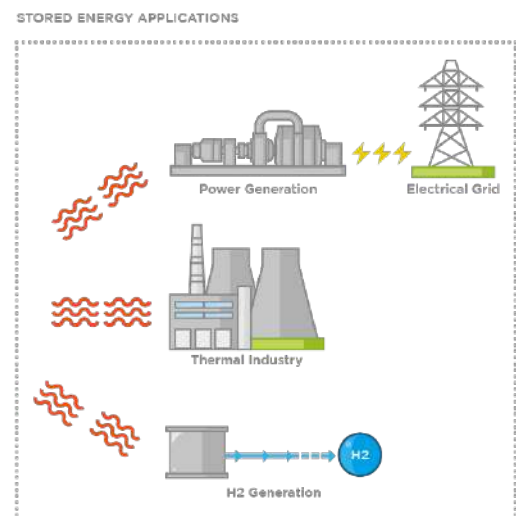 STORED ENERGY APPLICATIONS
Power Generation
Electrical Grid
Thermal Industry
H2
H2 Generation